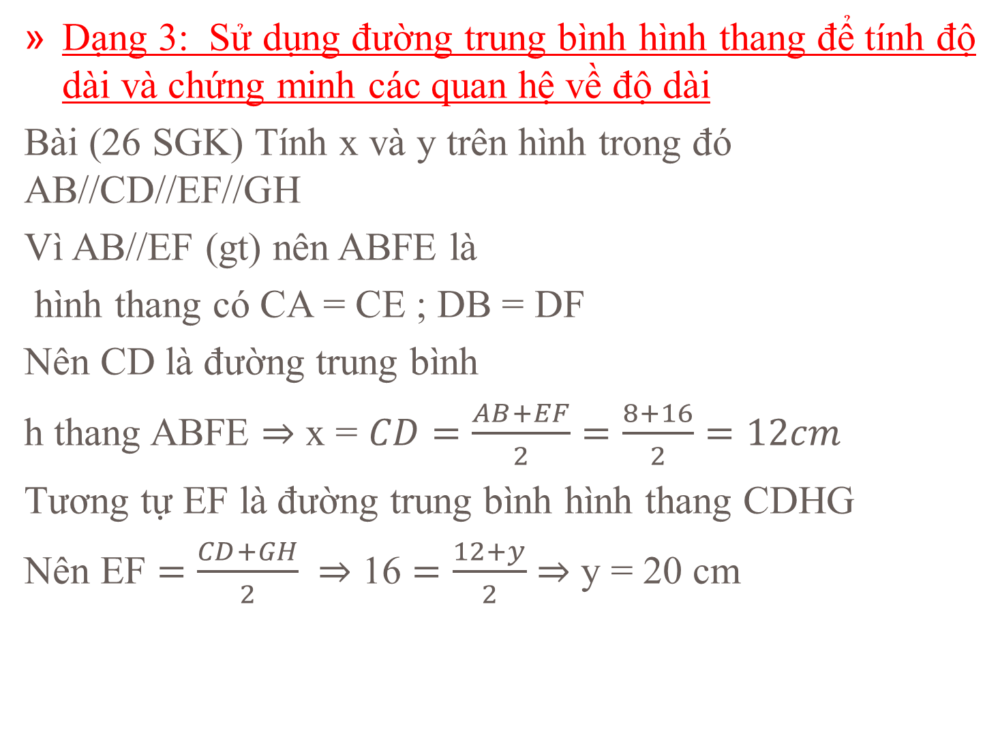 » Dạng 3: Sử dụng đường trung bình hình thang để tính độ
dài và chứng minh các quan hệ về độ dài
Bài (26 SGK) Tính x và y trên hình trong đó
AB//CD//EF//GH
Vì AB//EF (gt) nên ABFE là
hình thang có CA = CE ; DB = DF
Nên CD là đường trung bình
h thang ABFE ⇒ x = 𝐶𝐷 = \frac{𝐴𝐵+𝐸𝐹}{2} = \frac{8+16}{2} = 12𝑐𝑚
Tương tự EF là đường trung bình hình thang CDHG
Nên EF = \frac{𝐶𝐷+𝐺𝐻}{2} ⇒ 16 = \frac{12+𝑦}{2} ⇒ y = 20 cm